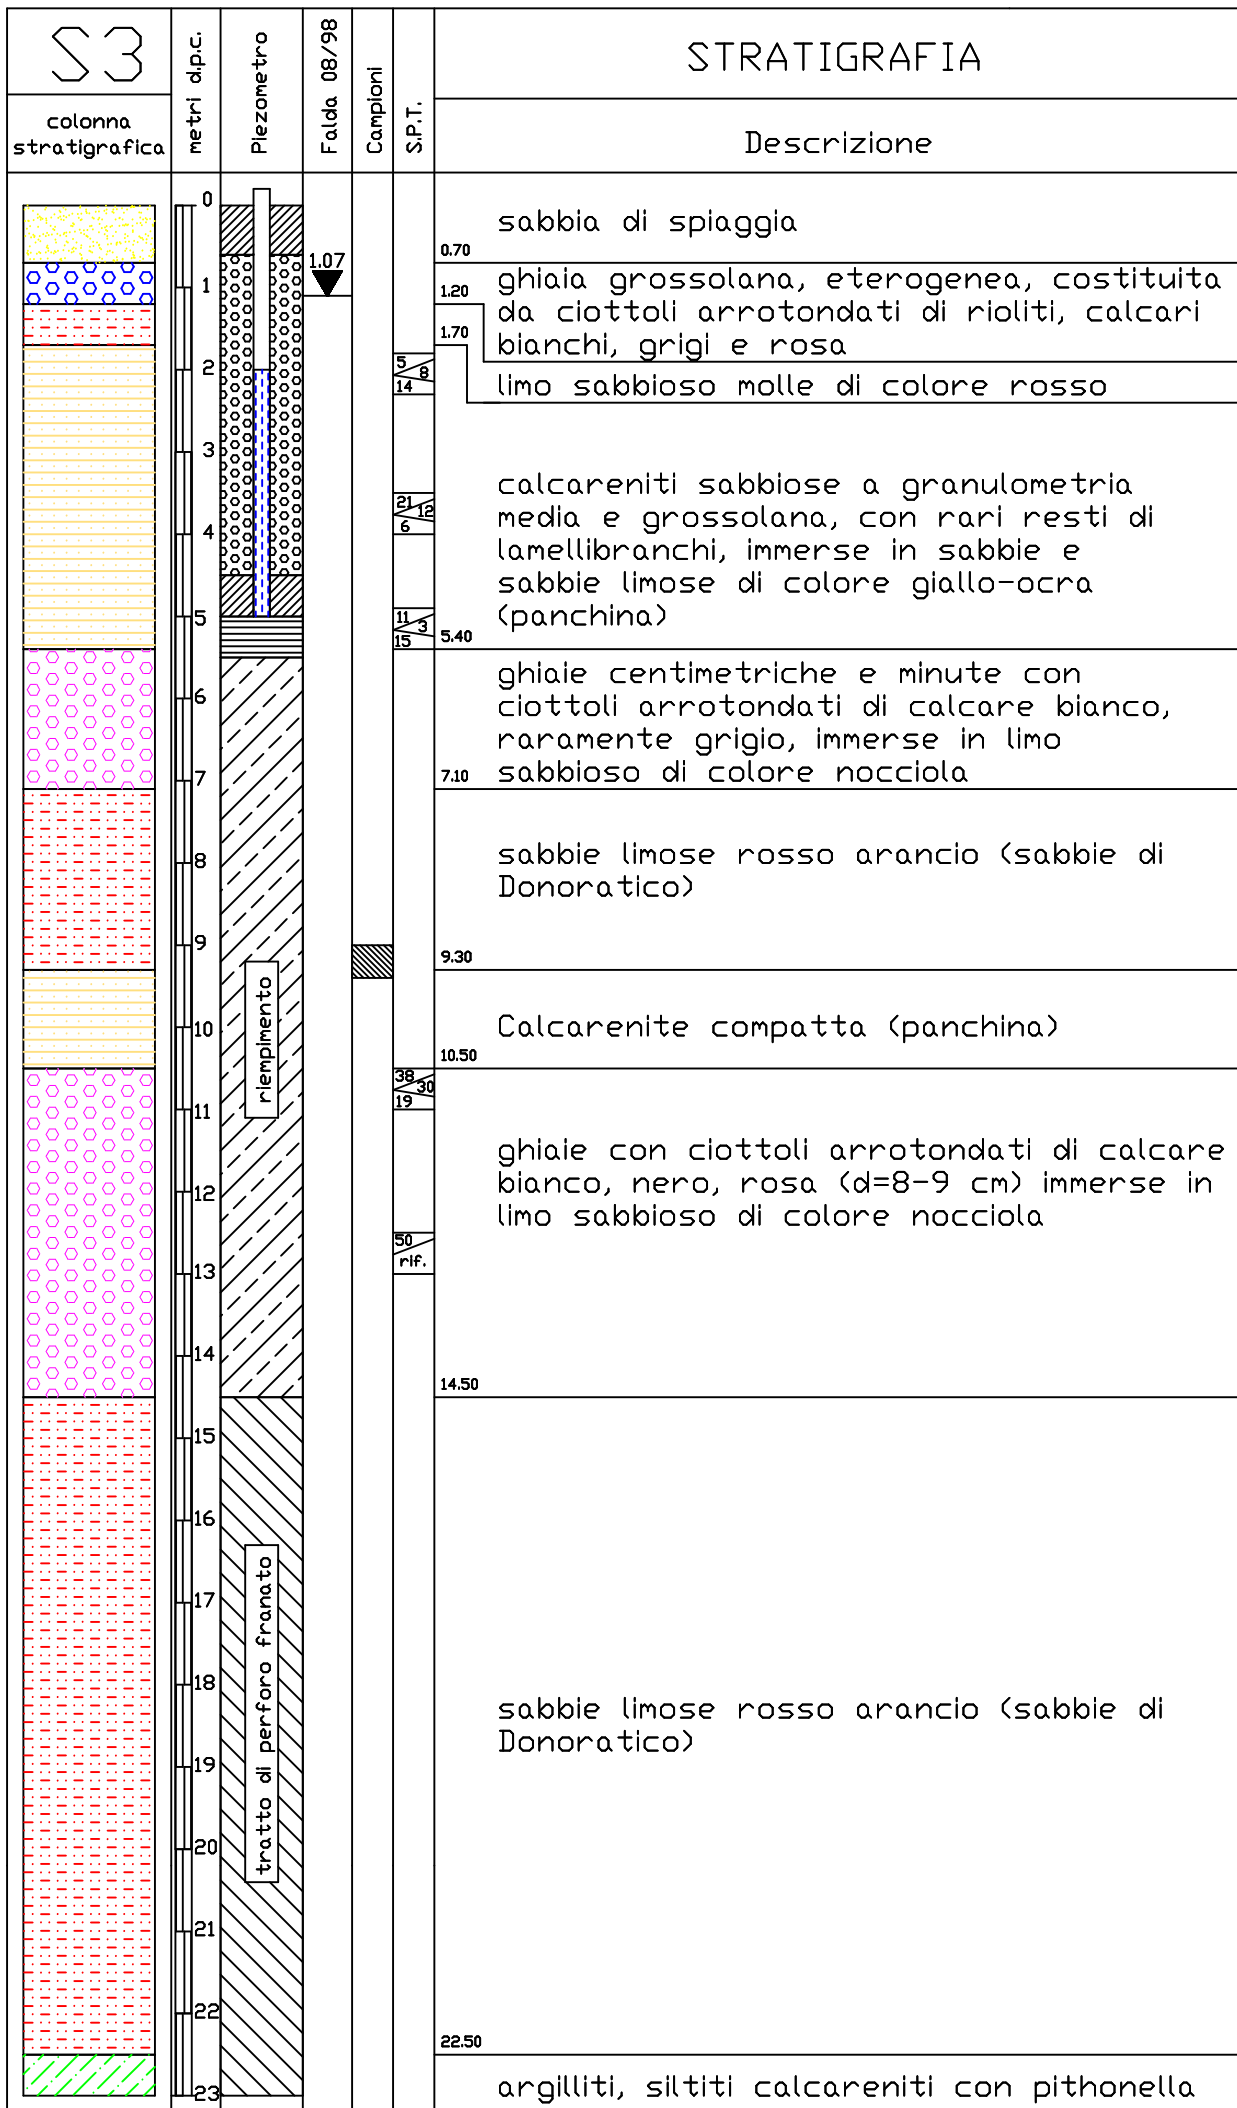 S3
colonna
stratigrafica
metri d.p.c.
Piezometro
Falda 08/98
Campioni
S.P.T.
STRATIGRAFIA
Descrizione
0
sabbia di spiaggia
0.70
1.07
1
ghiaia grossolana, eterogenea, costituita
1.20
da ciottoli arrotondati di rioliti, calcari
1.70
bianchi, grigi e rosa
2
5
8
14
limo sabbioso molle di colore rosso
3
calcareniti sabbiose a granulometria
21
12
6
media e grossolana, con rari resti di
4
lamellibranchi, immerse in sabbie e
sabbie limose di colore giallo-ocra
5
11
3
15
(panchina)
5.40
ghiaie centimetriche e minute con
6
ciottoli arrotondati di calcare bianco,
raramente grigio, immerse in limo
7
7.10
sabbioso di colore nocciola
8
sabbie limose rosso arancio (sabbie di
Donoratico)
9
9.30
10
Calcarenite compatta (panchina)
riempimento
10.50
38
30
19
11
ghiaie con ciottoli arrotondati di calcare
12
bianco, nero, rosa (d=8-9 cm) immerse in
limo sabbioso di colore nocciola
50
rif.
13
14
14.50
15
16
17
tratto di perforo franato
18
sabbie limose rosso arancio (sabbie di
Donoratico)
19
20
21
22
22.50
23
argilliti, siltiti calcareniti con pithonella